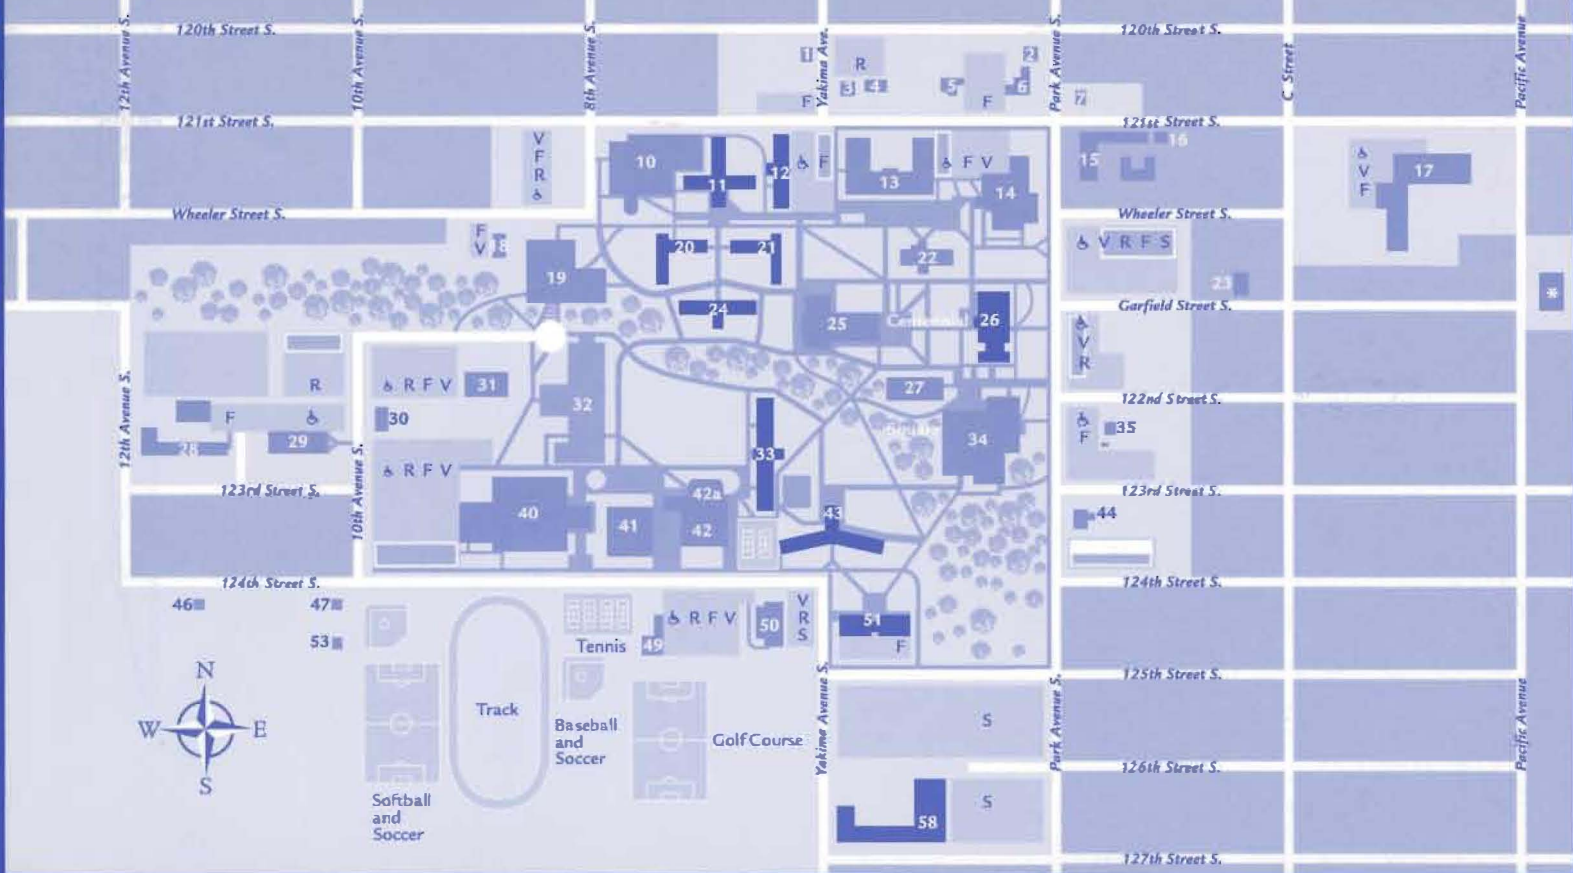 120th Street S.
120th Street S.
12th Avenue S.
10th Avenue S.
8th Avenue S.
Yakima Ave.
Park Avenue S.
C Street
Pacific Avenue
1
R
2
3
4
5
6
F
F
7
121st Street S.
121st Street S.
V
F
R
10
11
12
F
13
F V
14
15
16
V
F
17
Wheeler Street S.
Wheeler Street S.
F
V
18
19
20
21
22
V R F S
23
*
Garfield Street S.
24
25
26
V
R
R
R F V
31
27
122nd Street S.
12th Avenue S.
F
30
32
F
35
28
29
33
34
R F V
10th Avenue S.
123rd Street S.
123rd Street S.
40
41
42a
42
43
44
124th Street S.
124th Street S.
46
47
53
Tennis
49
R F V
50
V
R
S
51
F
N
W
E
S
Track
Baseball
and
Soccer
Golf Course
Softball
and
Soccer
Yakima Avenue S.
Park Avenue S.
Pacific Avenue
125th Street S.
S
126th Street S.
S
58
127th Street S.